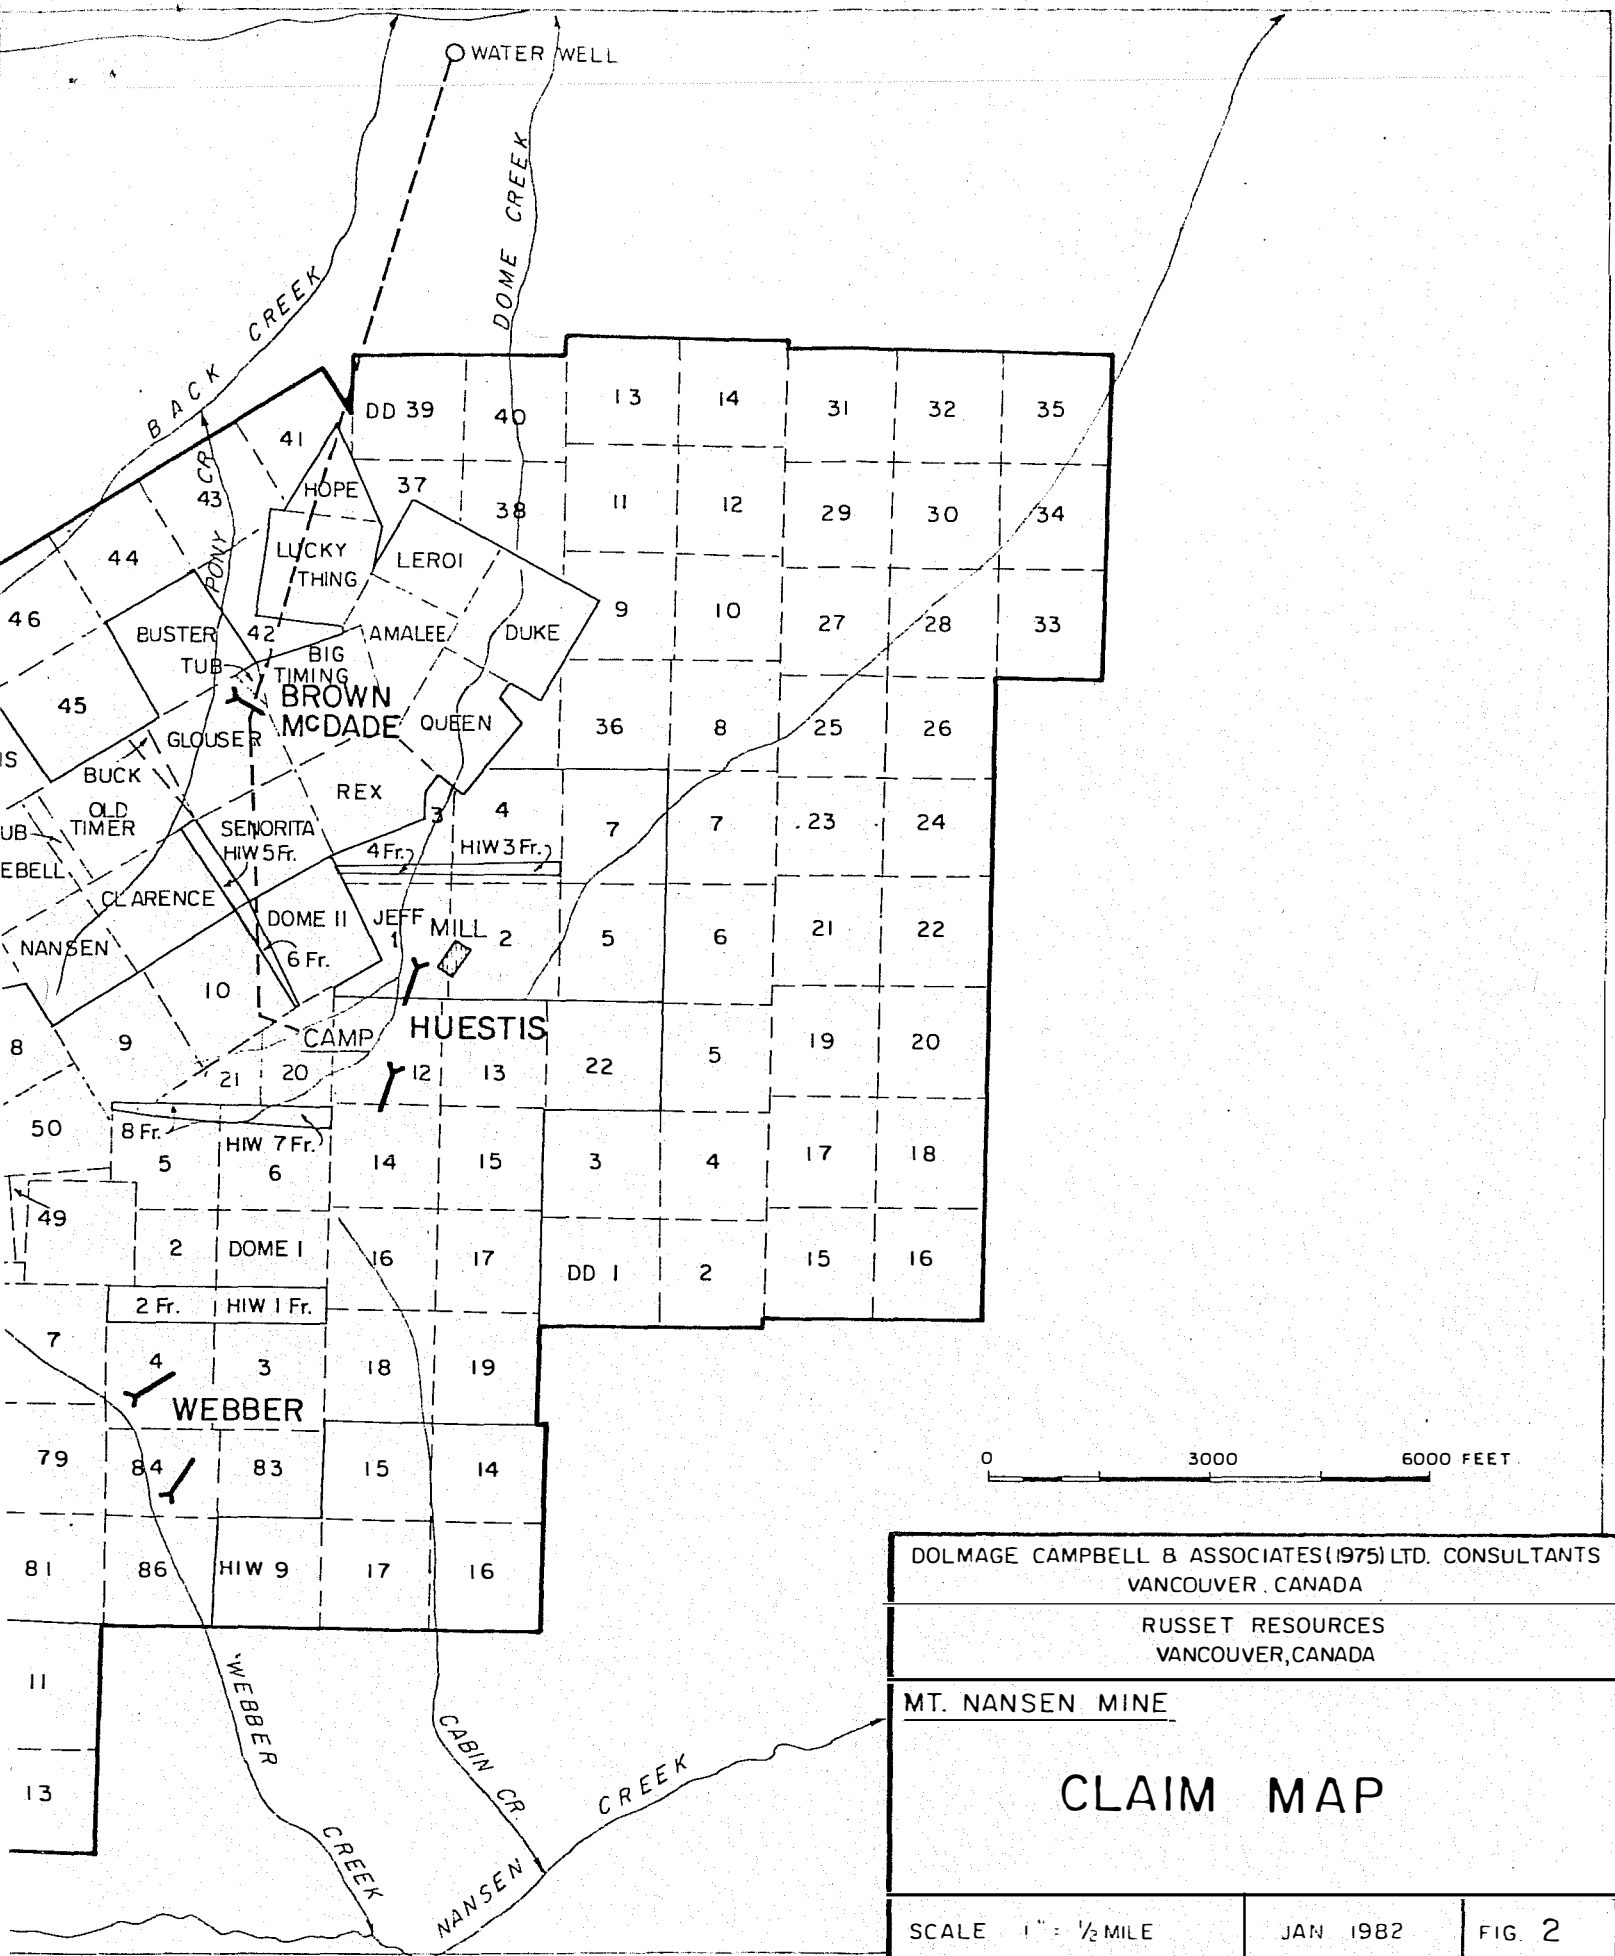 WATER WELL
DOME CREEK
BACK CREEK
PONY CR.
DD 39
40
13
14
31
32
35
41
HOPE
37
38
11
12
29
30
34
43
44
LUCKY
THING
LEROI
46
BUSTER
42
AMALEE
DUKE
9
10
27
28
33
TUB
BIG
TIMING
45
BROWN
McDADE
QUEEN
36
8
25
26
GLOUSER
IS
BUCK
REX
OLD
TIMER
3
4
7
7
23
24
UB
SENORITA
HIW 5 Fr.
4 Fr.
HIW 3 Fr.
EBELL
CLARENCE
DOME II
JEFF
1
MILL
2
5
6
21
22
NANSEN
6 Fr.
10
HUESTIS
CAMP
8
9
21
20
12
13
22
5
19
20
50
8 Fr.
HIW 7 Fr.
5
6
14
15
3
4
17
18
49
2
DOME I
16
17
DD 1
2
15
16
2 Fr.
HIW 1 Fr.
7
4
3
18
19
WEBBER
79
84
83
15
14
81
86
HIW 9
17
16
11
13
WEBBER CREEK
CABIN CR.
NANSEN CREEK
0 3000 6000 FEET
DOLMAGE CAMPBELL & ASSOCIATES (1975) LTD. CONSULTANTS
VANCOUVER, CANADA
RUSSET RESOURCES
VANCOUVER, CANADA
MT. NANSEN MINE
CLAIM MAP
SCALE 1" = 1/2 MILE
JAN 1982
FIG. 2